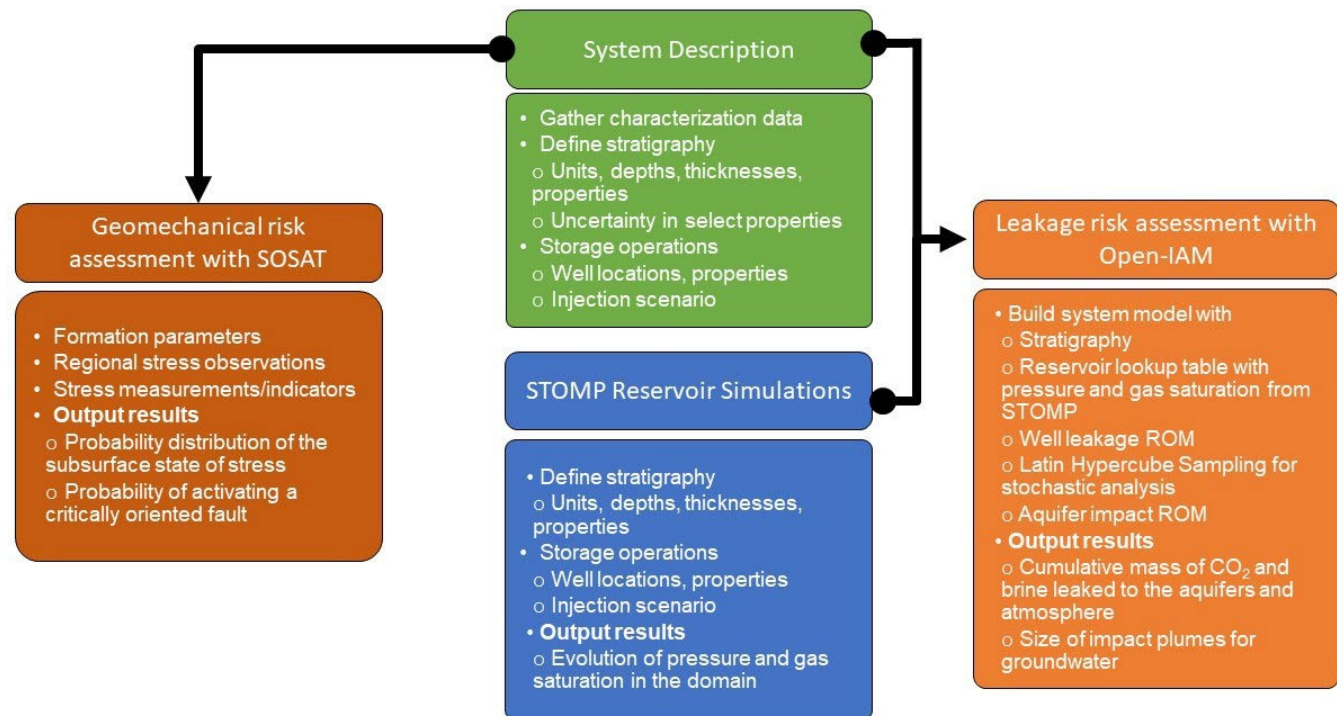 System Description
• Gather characterization data
• Define stratigraphy
o Units, depths, thicknesses,
properties
o Uncertainty in select properties
• Storage operations
o Well locations, properties
o Injection scenario
Geomechanical risk
assessment with SOSAT
• Formation parameters
• Regional stress observations
• Stress measurements/indicators
• Output results
o Probability distribution of the
subsurface state of stress
o Probability of activating a
critically oriented fault
STOMP Reservoir Simulations
• Define stratigraphy
o Units, depths, thicknesses,
properties
• Storage operations
o Well locations, properties
o Injection scenario
• Output results
o Evolution of pressure and gas
saturation in the domain
Leakage risk assessment with
Open-IAM
• Build system model with
o Stratigraphy
o Reservoir lookup table with
pressure and gas saturation from
STOMP
o Well leakage ROM
o Latin Hypercube Sampling for
stochastic analysis
o Aquifer impact ROM
• Output results
o Cumulative mass of CO₂ and
brine leaked to the aquifers and
atmosphere
o Size of impact plumes for
groundwater